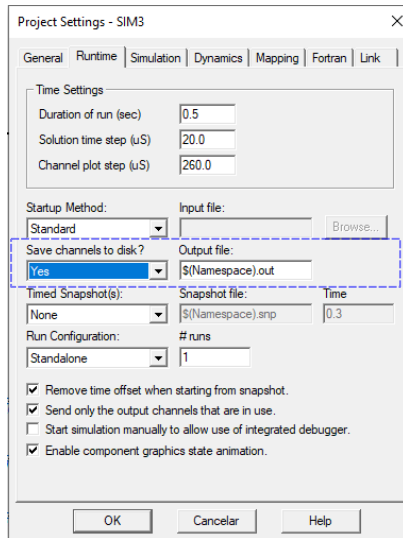 Project Settings - SIM3
General Runtime Simulation Dynamics Mapping Fortran Link
Time Settings
Duration of run (sec) 0.5
Solution time step (uS) 20.0
Channel plot step (uS) 260.0
Startup Method: Input file:
Standard Browse...
Save channels to disk? Output file:
Yes $(Namespace).out
Timed Snapshot(s): Snapshot file: Time
None $(Namespace).snp 0.3
Run Configuration: # runs
Standalone 1
Remove time offset when starting from snapshot.
Send only the output channels that are in use.
Start simulation manually to allow use of integrated debugger.
Enable component graphics state animation.
OK Cancelar Help